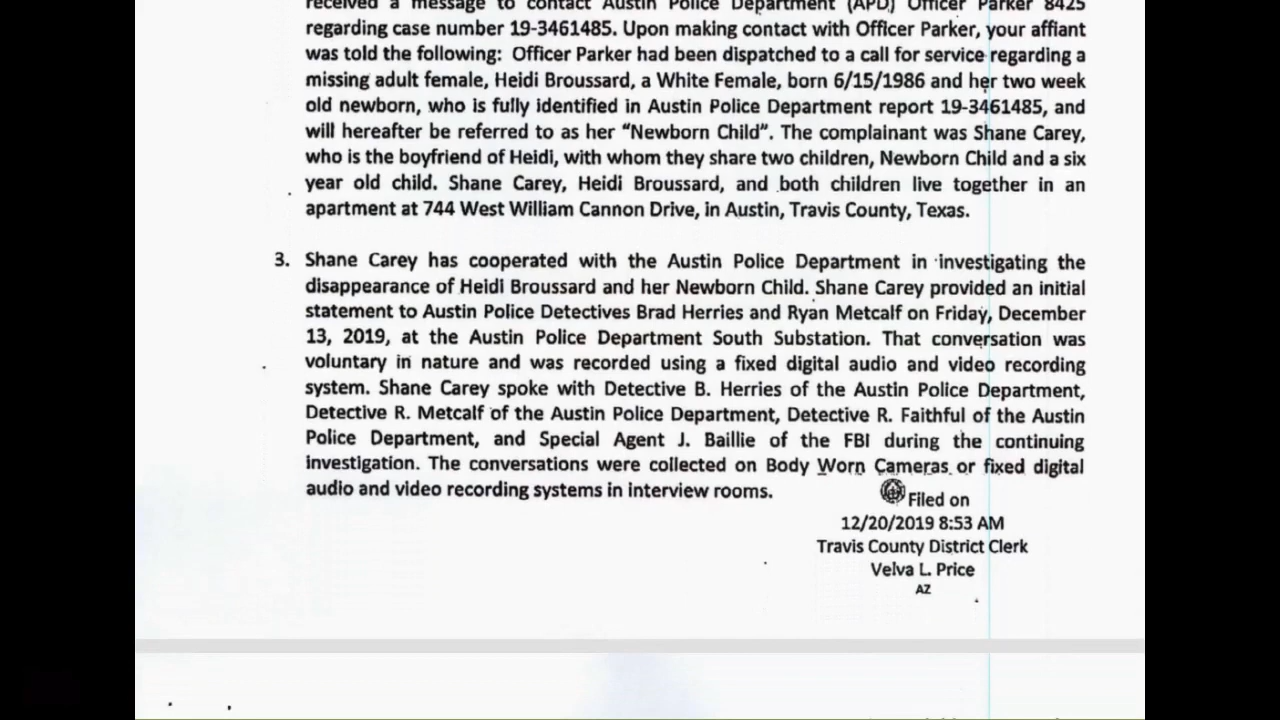 received a message to contact Austin Police Department (APD) Officer Parker 8425
regarding case number 19-3461485. Upon making contact with Officer Parker, your affiant
was told the following: Officer Parker had been dispatched to a call for service regarding a
missing adult female, Heidi Broussard, a White Female, born 6/15/1986 and her two week
old newborn, who is fully identified in Austin Police Department report 19-3461485, and
will hereafter be referred to as her “Newborn Child”. The complainant was Shane Carey,
who is the boyfriend of Heidi, with whom they share two children, Newborn Child and a six
year old child. Shane Carey, Heidi Broussard, and both children live together in an
apartment at 744 West William Cannon Drive, in Austin, Travis County, Texas.
3. Shane Carey has cooperated with the Austin Police Department in investigating the
disappearance of Heidi Broussard and her Newborn Child. Shane Carey provided an initial
statement to Austin Police Detectives Brad Herries and Ryan Metcalf on Friday, December
13, 2019, at the Austin Police Department South Substation. That conversation was
voluntary in nature and was recorded using a fixed digital audio and video recording
system. Shane Carey spoke with Detective B. Herries of the Austin Police Department,
Detective R. Metcalf of the Austin Police Department, Detective R. Faithful of the Austin
Police Department, and Special Agent J. Baillie of the FBI during the continuing
investigation. The conversations were collected on Body Worn Cameras or fixed digital
audio and video recording systems in interview rooms.
Filed on
12/20/2019 8:53 AM
Travis County District Clerk
Velva L. Price
AZ